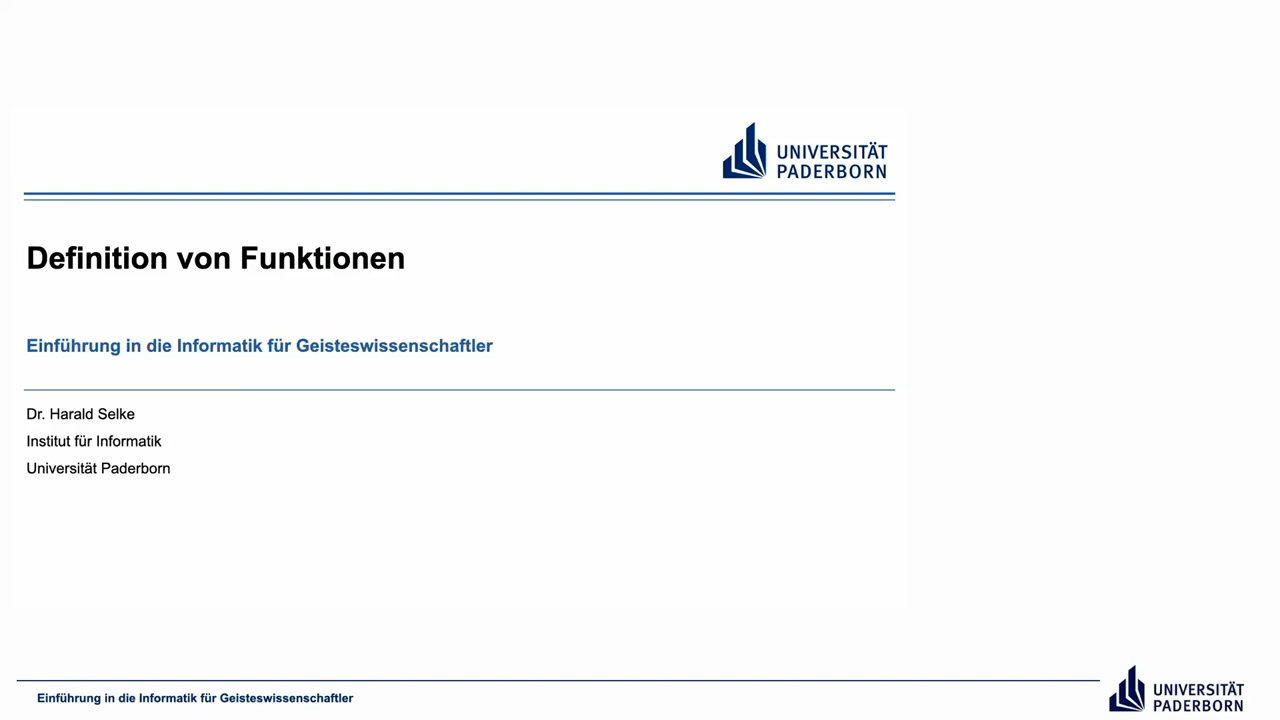 UNIVERSITÄT
PADERBORN
Definition von Funktionen
Einführung in die Informatik für Geisteswissenschaftler
Dr. Harald Selke
Institut für Informatik
Universität Paderborn
Einführung in die Informatik für Geisteswissenschaftler
UNIVERSITÄT
PADERBORN